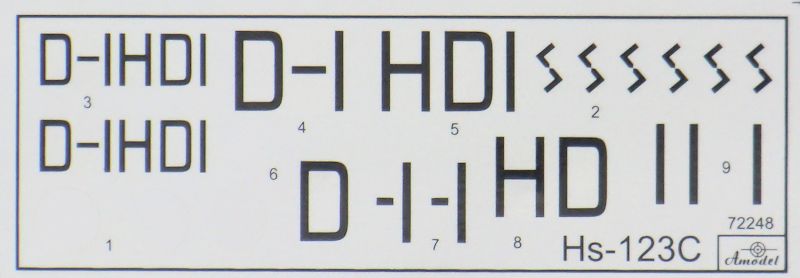 D-IHDI
3
D-I
4
HDI
5
2
D-IHDI
1
6
D
-I-I
7
HD
8
II I
9
72248
Hs-123C
Amodel